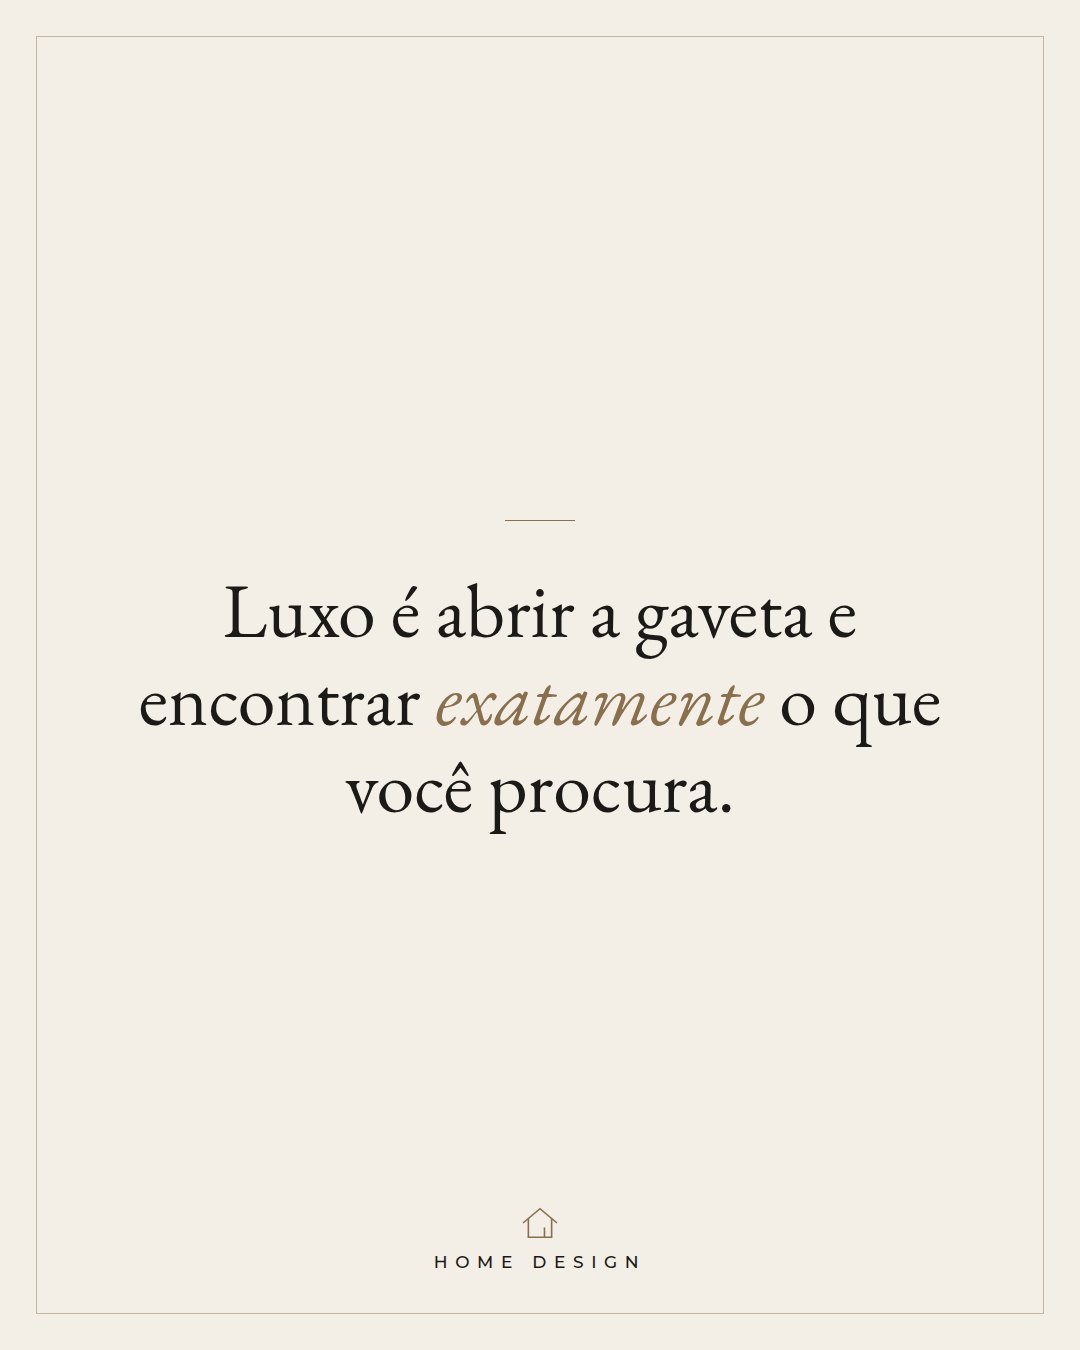 Luxo é abrir a gaveta e
encontrar exatamente o que
você procura.
HOME DESIGN